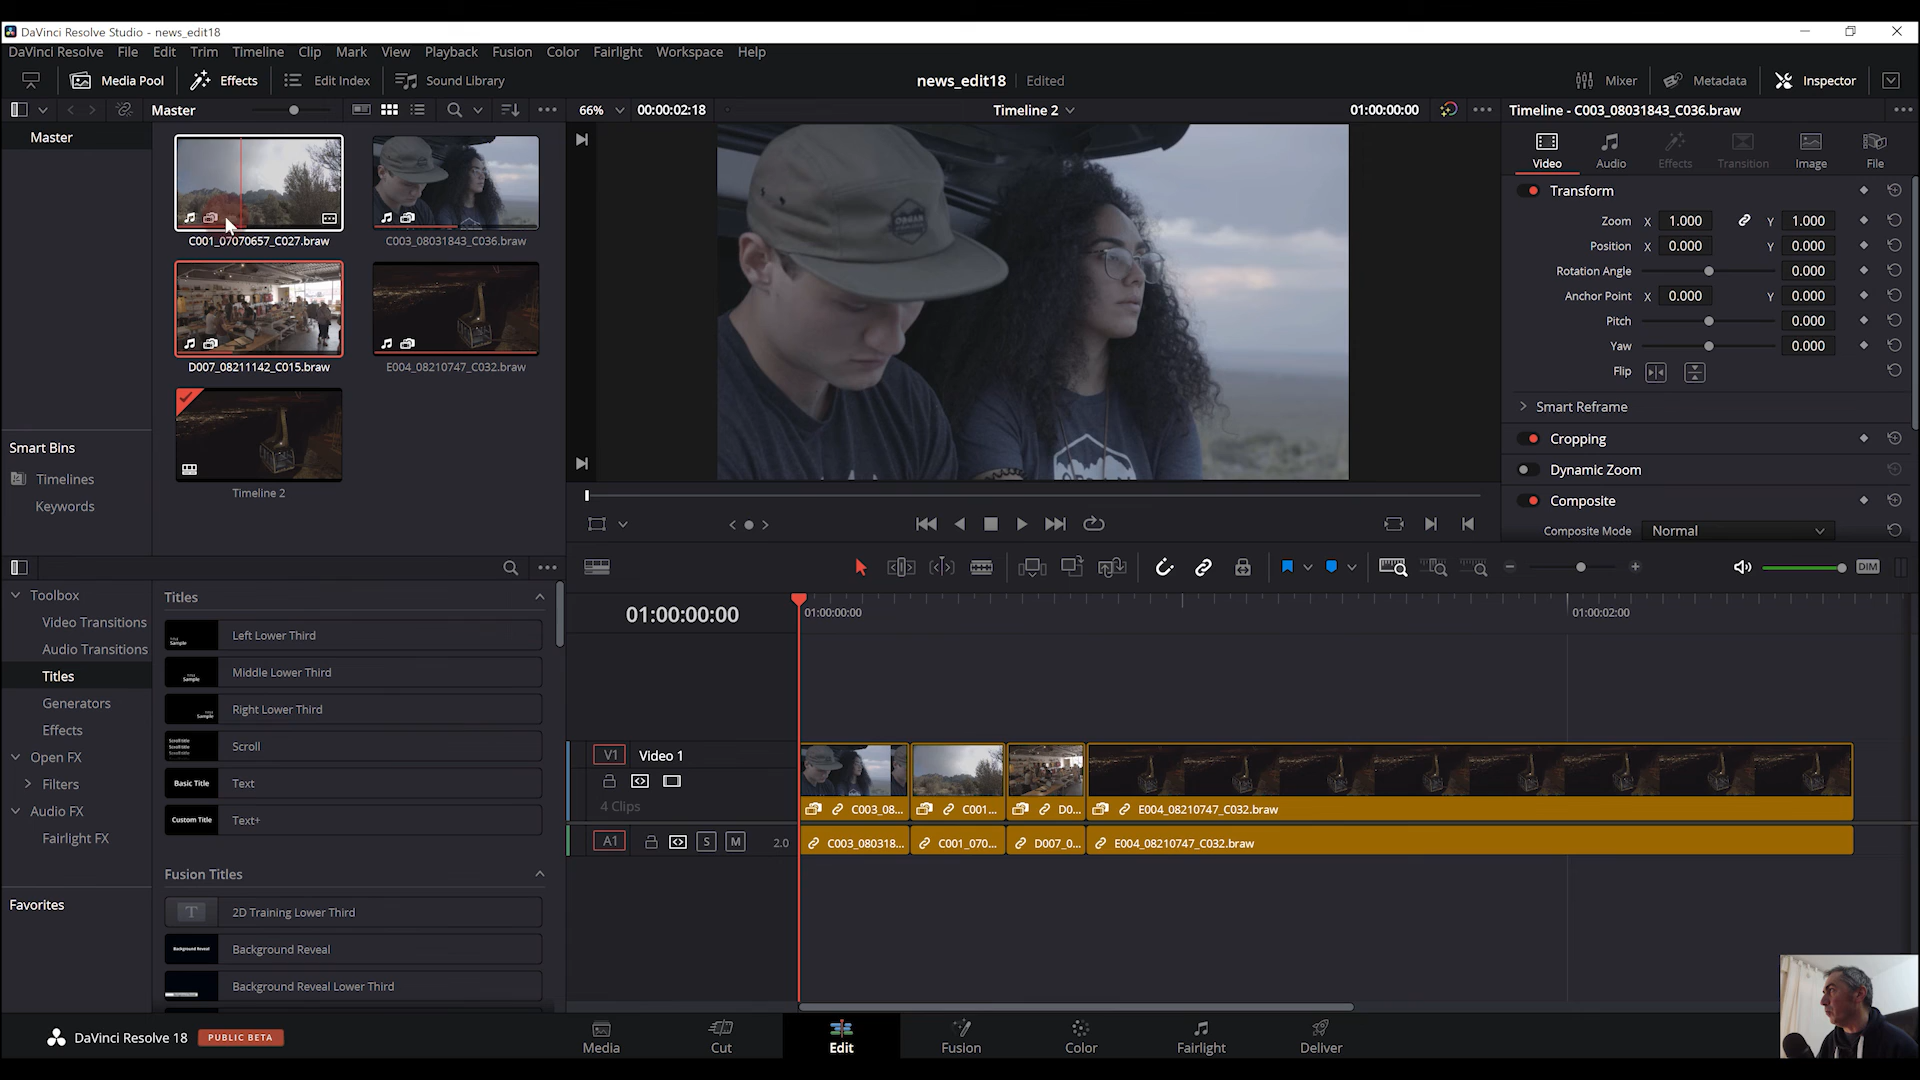 DaVinci Resolve Studio - news_edit18
DaVinci Resolve File Edit Trim Timeline Clip Mark View Playback Fusion Color Fairlight Workspace Help
Media Pool Effects Edit Index Sound Library news_edit18 Edited Mixer Metadata Inspector
Master 66% 00:00:02:18 Timeline 2 01:00:00:00 Timeline - C003_08031843_C036.braw
Master
Video Audio Effects Transition Image File
Transform
Zoom X 1.000 Y 1.000
Position X 0.000 Y 0.000
Rotation Angle 0.000
Anchor Point X 0.000 Y 0.000
Pitch 0.000
Yaw 0.000
Flip
Smart Reframe
Cropping
Dynamic Zoom
Composite
Composite Mode Normal
C001_07070657_C027.braw C003_08031843_C036.braw
D007_08211142_C015.braw E004_08210747_C032.braw
Timeline 2
Smart Bins
Timelines
Keywords
DIM
Toolbox
Video Transitions
Audio Transitions
Titles
Generators
Effects
Open FX
Filters
Audio FX
Fairlight FX
Favorites
Titles
Left Lower Third
Middle Lower Third
Right Lower Third
Scroll
Basic Title Text
Custom Title Text+
Fusion Titles
T 2D Training Lower Third
Background Reveal Background Reveal
Background Reveal Lower Third
01:00:00:00 01:00:00:00 01:00:02:00
V1 Video 1
4 Clips
C003_08... C001... D0... E004_08210747_C032.braw
A1 S M 2.0 C003_080318... C001_070... D007_0... E004_08210747_C032.braw
DaVinci Resolve 18 PUBLIC BETA
Media Cut Edit Fusion Color Fairlight Deliver